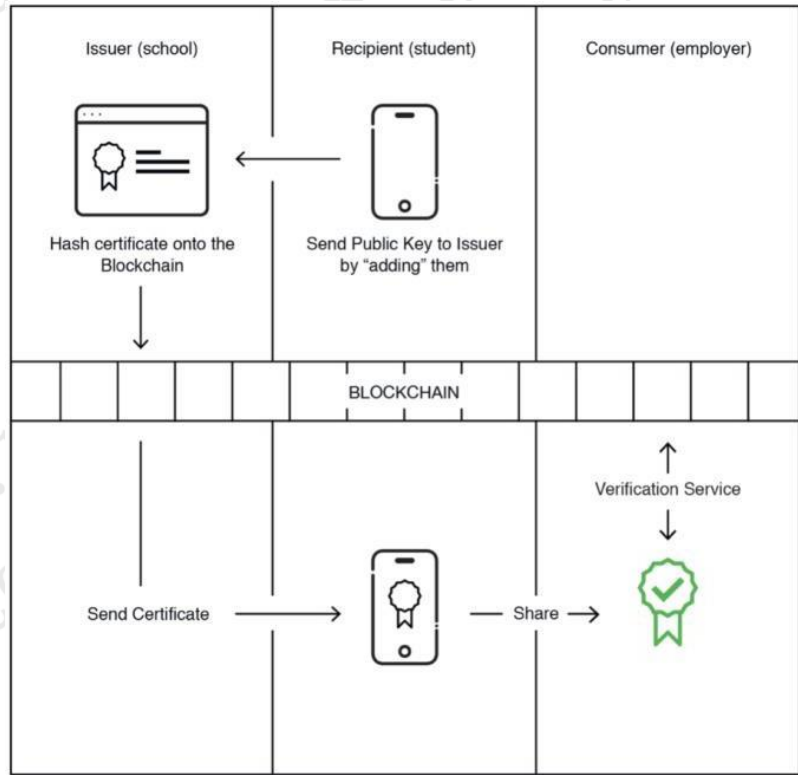 Issuer (school)
Recipient (student)
Consumer (employer)
Hash certificate onto the
Blockchain
Send Public Key to Issuer
by “adding” them
BLOCKCHAIN
Verification Service
Send Certificate
Share